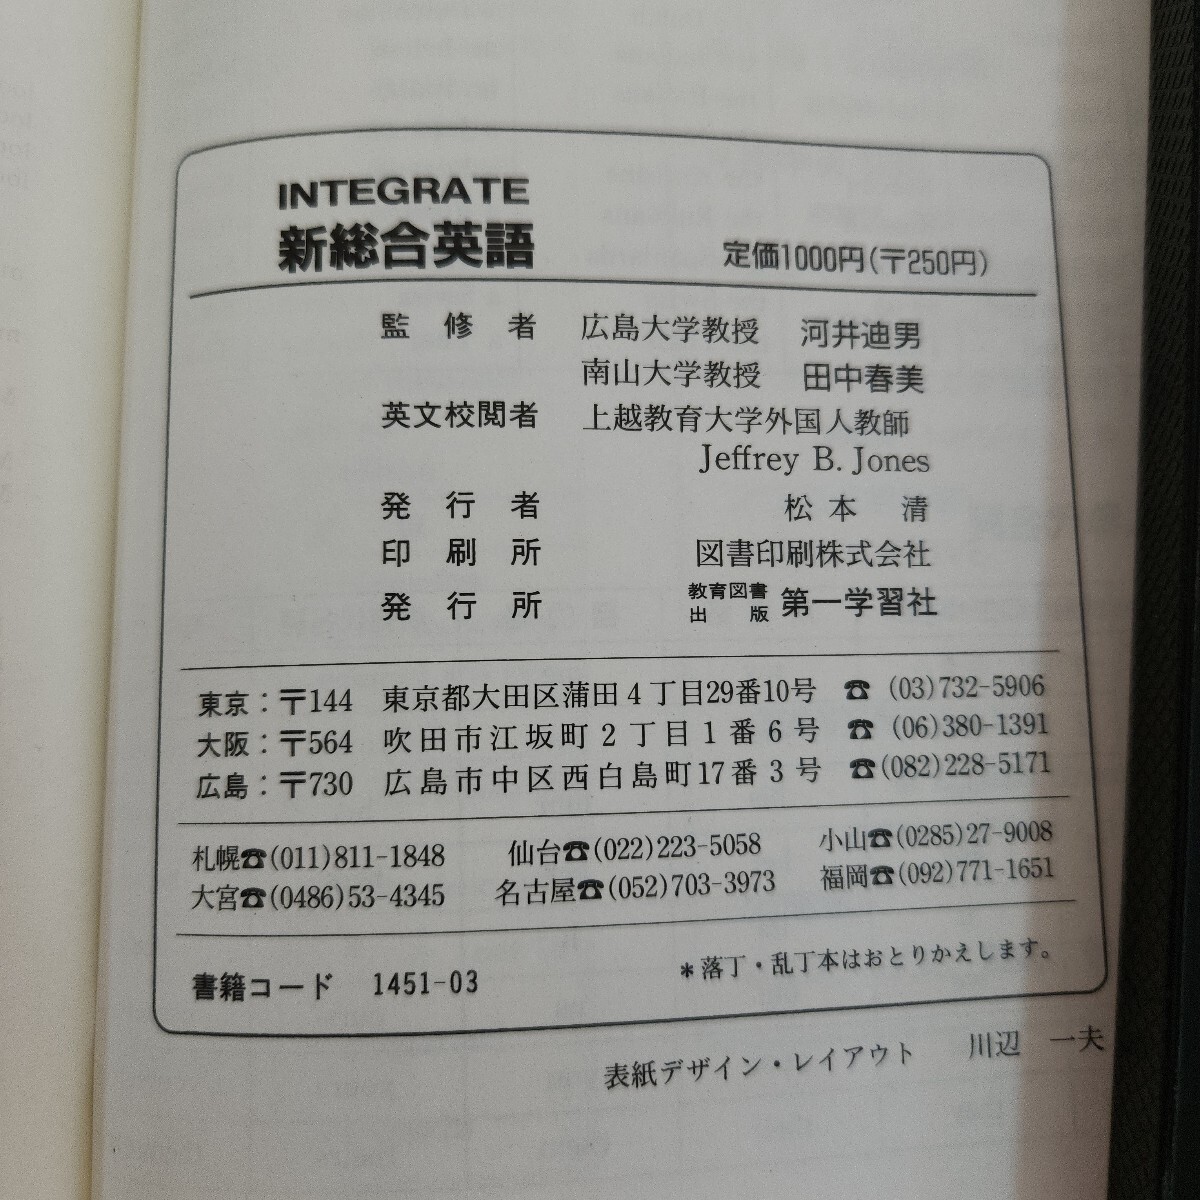 INTEGRATE
新総合英語 定価1000円(〒250円)
監修者 広島大学教授 河井迪男
南山大学教授 田中春美
英文校閲者 上越教育大学外国人教師
Jeffrey B. Jones
発行者 松本 清
印刷所 図書印刷株式会社
発行所 教育図書出版 第一学習社
東京:〒144 東京都大田区蒲田4丁目29番10号 ☎ (03)732-5906
大阪:〒564 吹田市江坂町2丁目1番6号 ☎ (06)380-1391
広島:〒730 広島市中区西白島町17番3号 ☎(082)228-5171
札幌☎(011)811-1848 仙台☎(022)223-5058 小山☎(0285)27-9008
大宮☎(0486)53-4345 名古屋☎(052)703-3973 福岡☎(092)771-1651
書籍コード 1451-03 *落丁・乱丁本はおとりかえします。
表紙デザイン・レイアウト 川辺 一夫